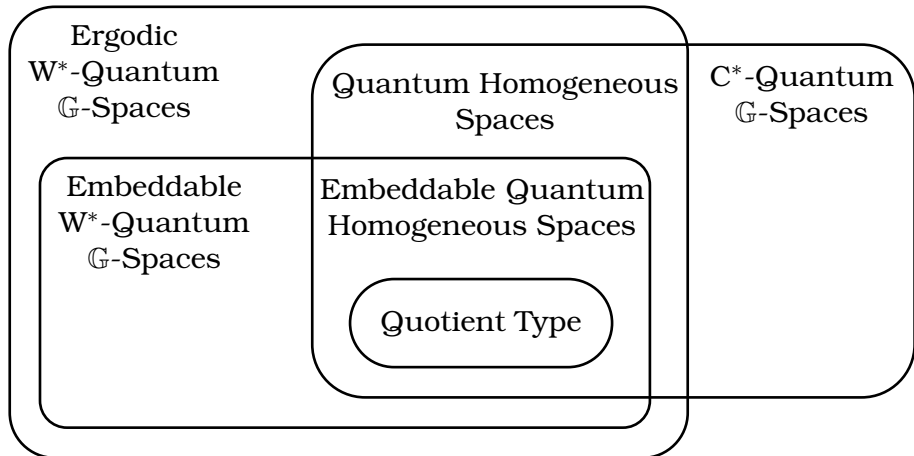 Ergodic
W*-Quantum
𝔾-Spaces
Quantum Homogeneous
Spaces
C*-Quantum
𝔾-Spaces
Embeddable
W*-Quantum
𝔾-Spaces
Embeddable Quantum
Homogeneous Spaces
Quotient Type